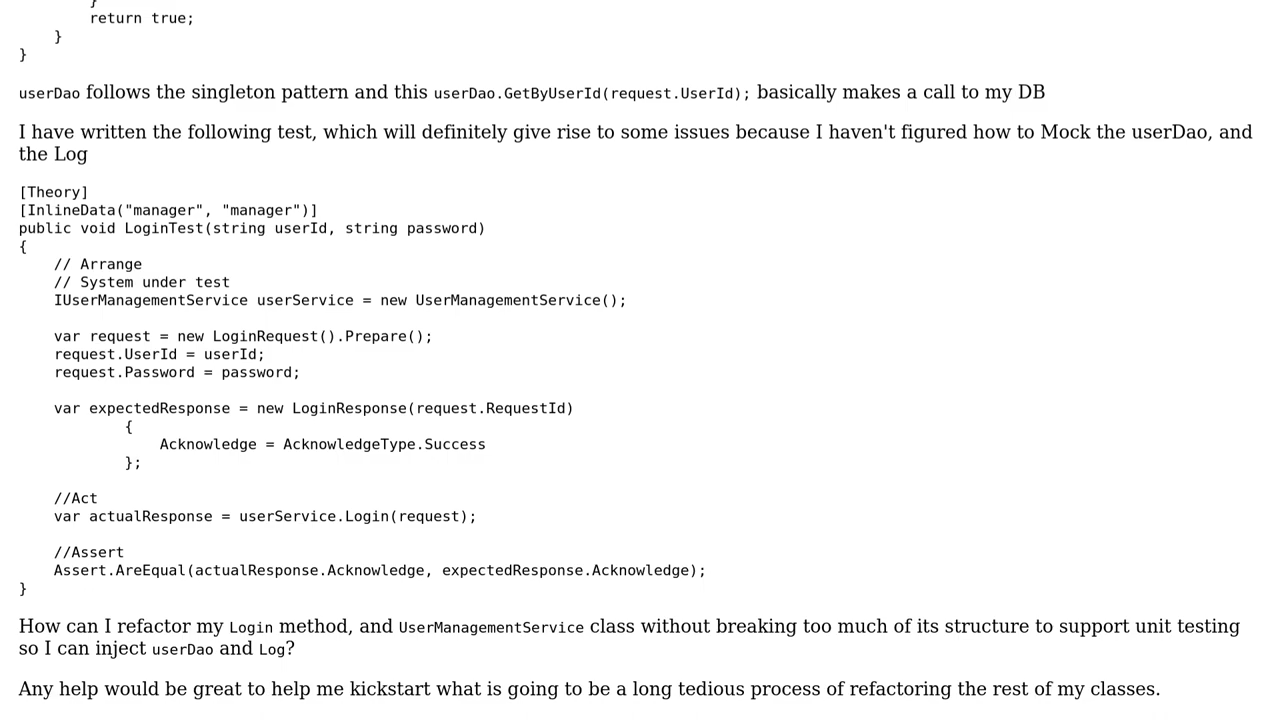 }
        return true;
    }
}
userDao follows the singleton pattern and this userDao.GetByUserId(request.UserId); basically makes a call to my DB
I have written the following test, which will definitely give rise to some issues because I haven't figured how to Mock the userDao, and
the Log
[Theory]
[InlineData("manager", "manager")]
public void LoginTest(string userId, string password)
{
    // Arrange
    // System under test
    IUserManagementService userService = new UserManagementService();
    var request = new LoginRequest().Prepare();
    request.UserId = userId;
    request.Password = password;
    var expectedResponse = new LoginResponse(request.RequestId)
            {
                Acknowledge = AcknowledgeType.Success
            };
    //Act
    var actualResponse = userService.Login(request);
    //Assert
    Assert.AreEqual(actualResponse.Acknowledge, expectedResponse.Acknowledge);
}
How can I refactor my Login method, and UserManagementService class without breaking too much of its structure to support unit testing
so I can inject userDao and Log?
Any help would be great to help me kickstart what is going to be a long tedious process of refactoring the rest of my classes.